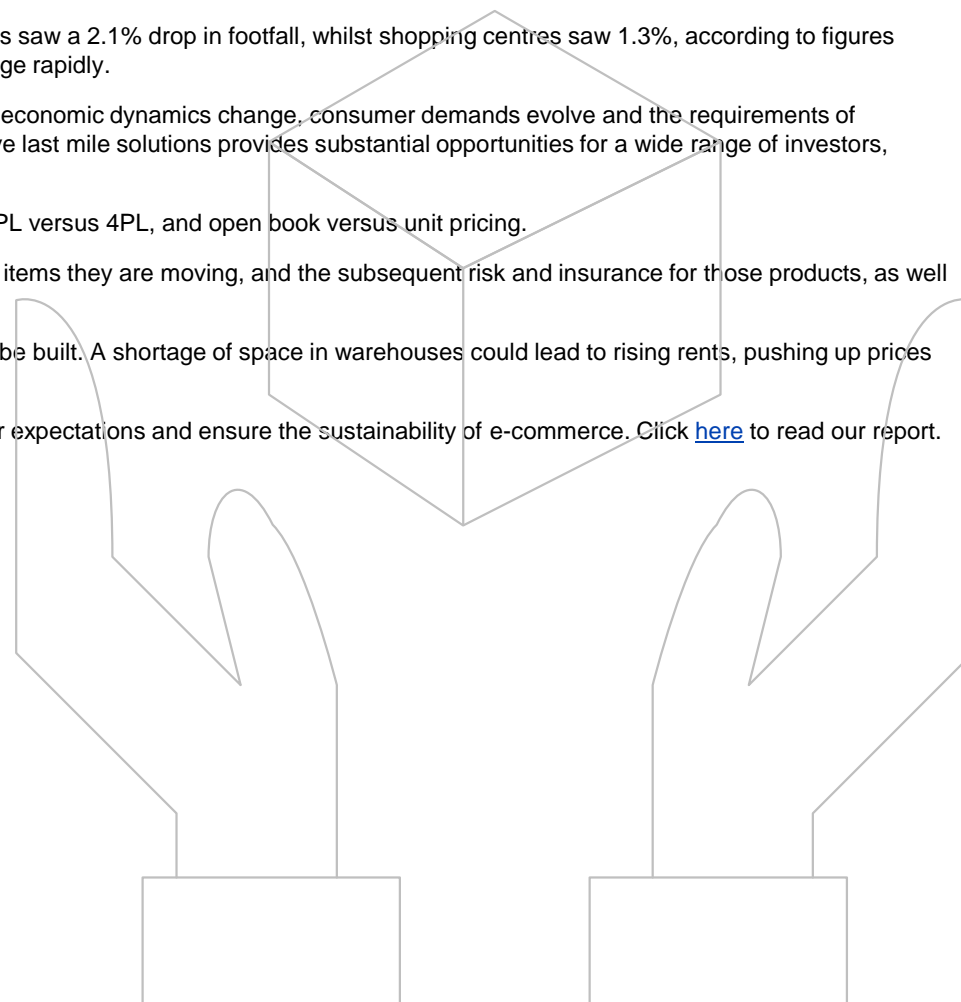 s saw a 2.1% drop in footfall, whilst shopping centres saw 1.3%, according to figures
ge rapidly.
economic dynamics change, consumer demands evolve and the requirements of
ve last mile solutions provides substantial opportunities for a wide range of investors,
PL versus 4PL, and open book versus unit pricing.
items they are moving, and the subsequent risk and insurance for those products, as well
be built. A shortage of space in warehouses could lead to rising rents, pushing up prices
r expectations and ensure the sustainability of e-commerce. Click here to read our report.